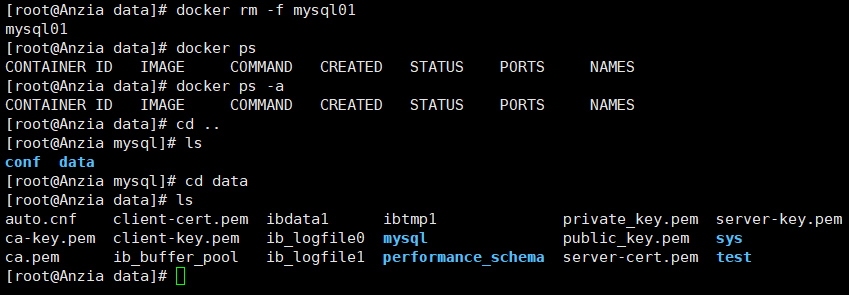 [root@Anzia data]# docker rm -f mysql01
mysql01
[root@Anzia data]# docker ps
CONTAINER ID   IMAGE     COMMAND   CREATED   STATUS    PORTS     NAMES
[root@Anzia data]# docker ps -a
CONTAINER ID   IMAGE     COMMAND   CREATED   STATUS    PORTS     NAMES
[root@Anzia data]# cd ..
[root@Anzia mysql]# ls
conf  data
[root@Anzia mysql]# cd data
[root@Anzia data]# ls
auto.cnf    client-cert.pem  ibdata1      ibtmp1              private_key.pem  server-key.pem
ca-key.pem  client-key.pem   ib_logfile0  mysql               public_key.pem   sys
ca.pem      ib_buffer_pool   ib_logfile1  performance_schema  server-cert.pem  test
[root@Anzia data]#